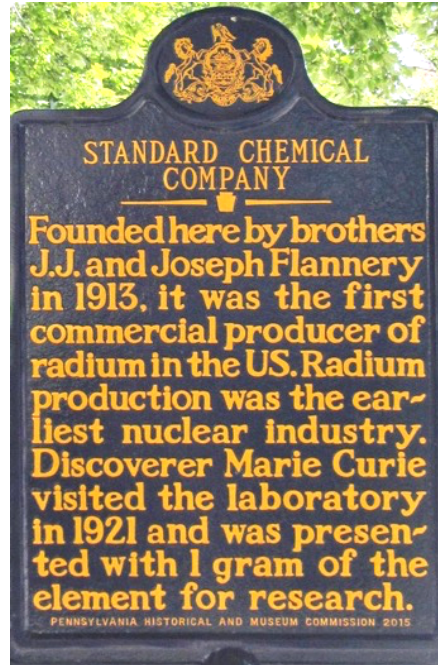 STANDARD CHEMICAL
COMPANY
Founded here by brothers
J.J. and Joseph Flannery
in 1913, it was the first
commercial producer of
radium in the US. Radium
production was the ear-
liest nuclear industry.
Discoverer Marie Curie
visited the laboratory
in 1921 and was presen-
ted with 1 gram of the
element for research.
PENNSYLVANIA HISTORICAL AND MUSEUM COMMISSION 2015